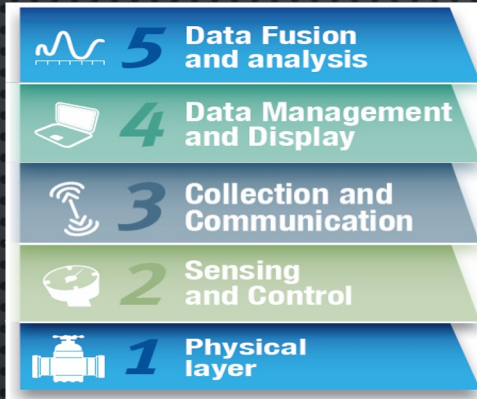 5 Data Fusion
and analysis
4 Data Management
and Display
3 Collection and
Communication
2 Sensing
and Control
1 Physical
layer